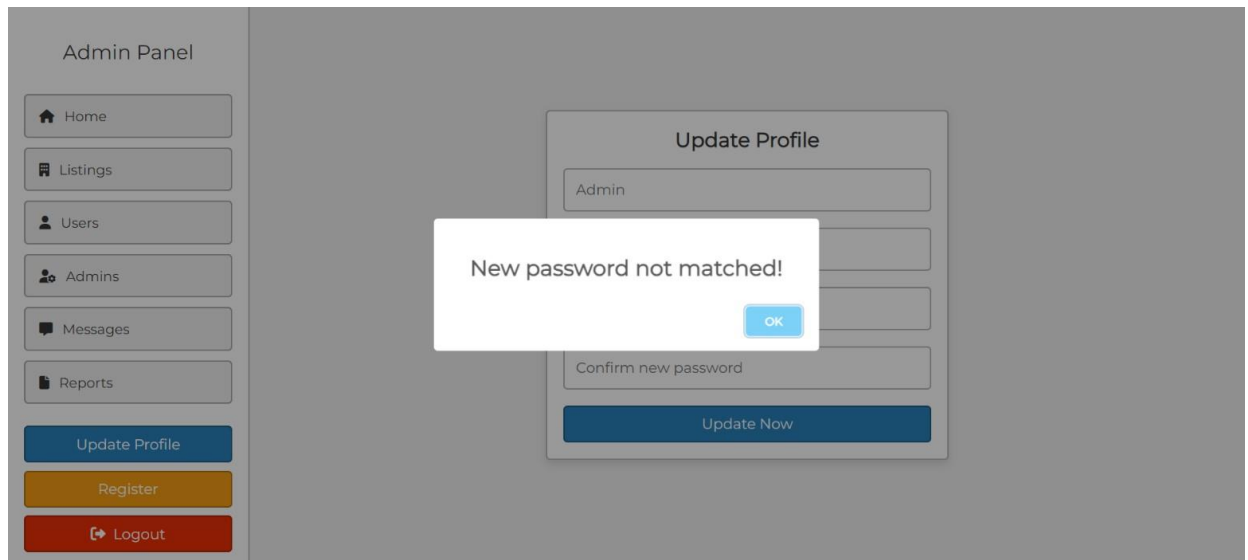 Admin Panel
Home
Listings
Users
Admins
Messages
Reports
Update Profile
Register
Logout
Update Profile
Admin
New password not matched!
OK
Confirm new password
Update Now